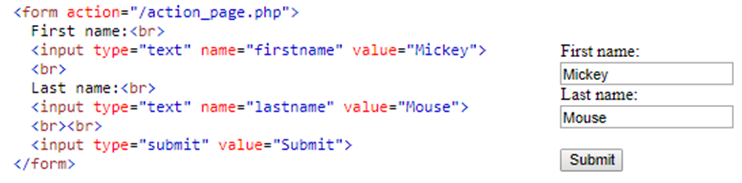 <form action="/action_page.php">
First name:<br>
<input type="text" name="firstname" value="Mickey">
<br>
Last name:<br>
<input type="text" name="lastname" value="Mouse">
<br><br>
<input type="submit" value="Submit">
</form>
First name:
Mickey
Last name:
Mouse
Submit